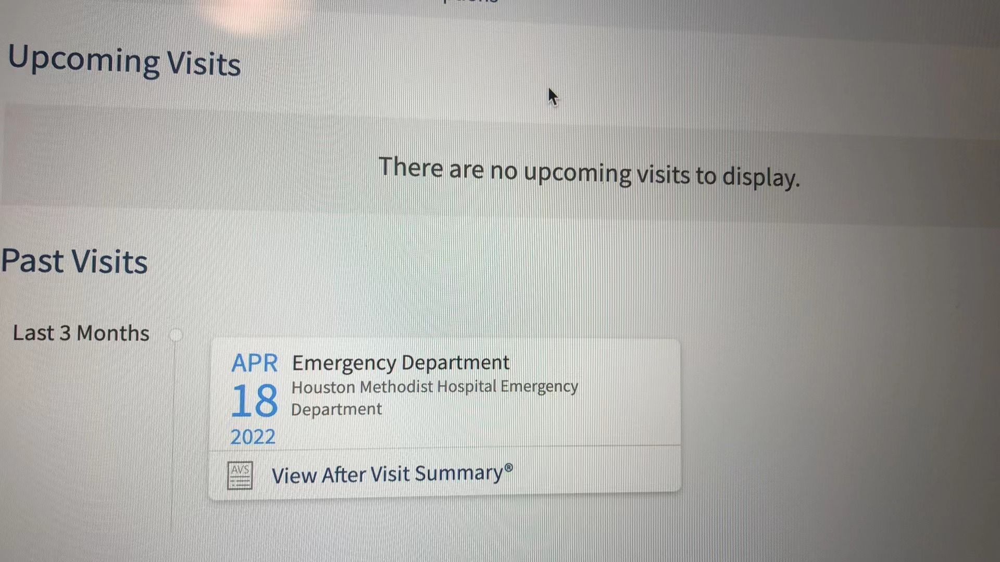 Upcoming Visits
There are no upcoming visits to display.
Past Visits
Last 3 Months
APR
18
2022
Emergency Department
Houston Methodist Hospital Emergency
Department
AVS
View After Visit Summary®